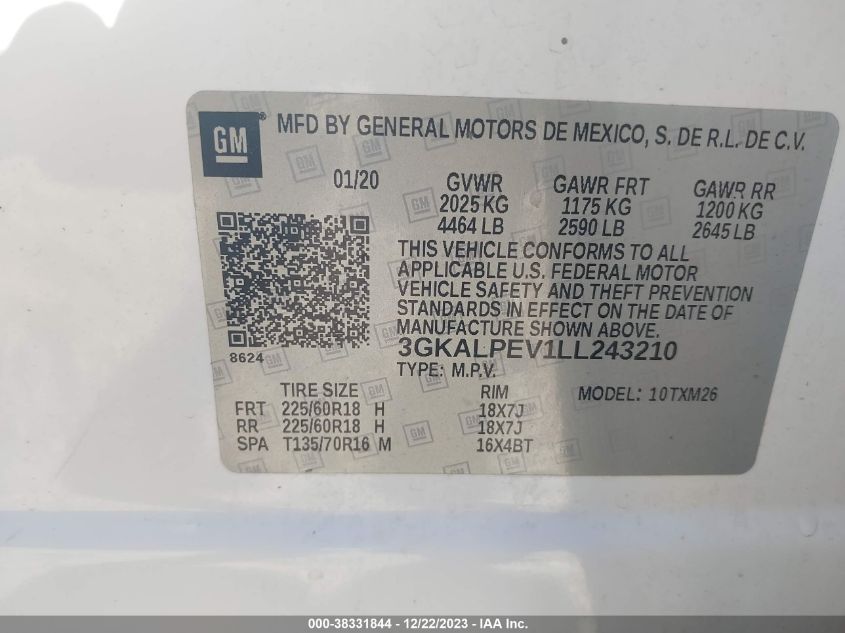 GM ® MFD BY GENERAL MOTORS DE MEXICO, S. DE R.L. DE C.V.
01/20 GVWR GAWR FRT GAWR RR
2025 KG 1175 KG 1200 KG
4464 LB 2590 LB 2645 LB
THIS VEHICLE CONFORMS TO ALL
APPLICABLE U.S. FEDERAL MOTOR
VEHICLE SAFETY AND THEFT PREVENTION
STANDARDS IN EFFECT ON THE DATE OF
MANUFACTURE SHOWN ABOVE.
8624 3GKALPEV1LL243210
TYPE: M.P.V.
TIRE SIZE RIM MODEL: 10TXM26
FRT 225/60R18 H 18X7J
RR 225/60R18 H 18X7J
SPA T135/70R16 M 16X4BT
000-38331844 - 12/22/2023 - IAA Inc.